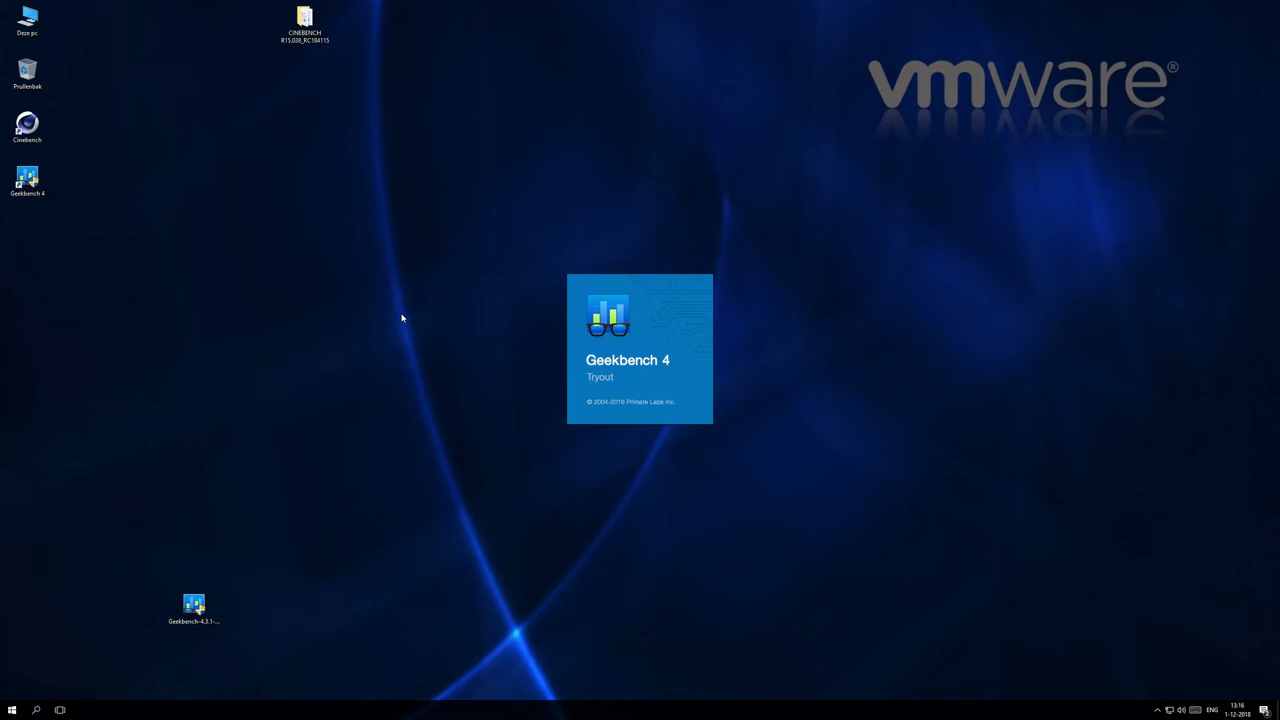 Deze pc
Prullenbak
Cinebench
Geekbench 4
CINEBENCH
R15.038_RC184115
vmware®
Geekbench 4
Tryout
© 2004-2018 Primate Labs Inc.
Geekbench-4.3.1-...
ENG
13:16
1-12-2018